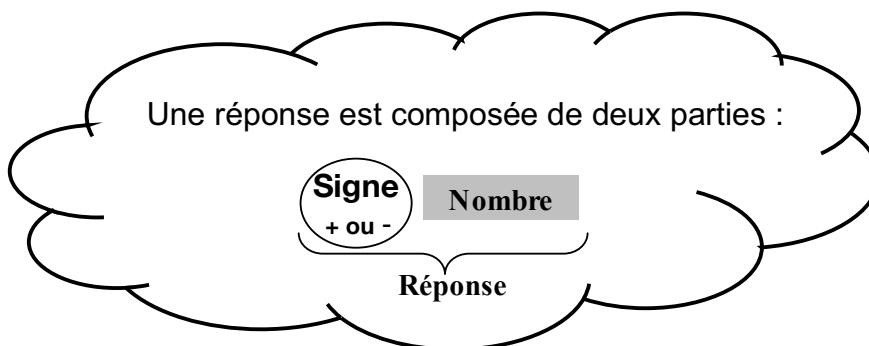 Une réponse est composée de deux parties :
Signe
+ ou -
Nombre
Réponse